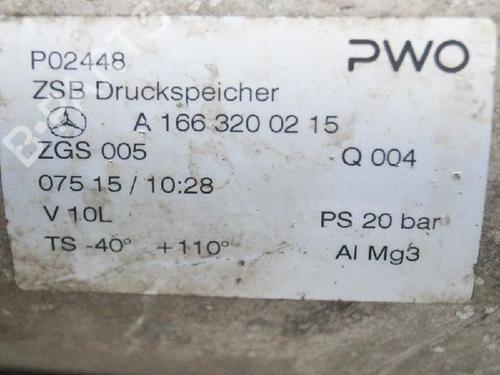 P02448 PWO
ZSB Druckspeicher
A 166 320 02 15
ZGS 005 Q 004
075 15 / 10:28
V 10L PS 20 bar
TS -40° +110° Al Mg3